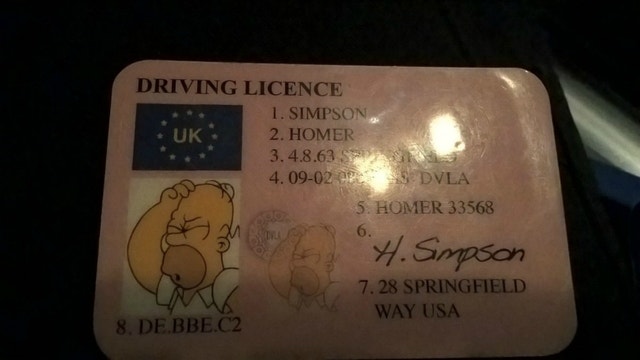 DRIVING LICENCE
UK
1. SIMPSON
2. HOMER
3. 4.8.63
4. 09-02 DVLA
5. HOMER 33568
6.
H. Simpson
7. 28 SPRINGFIELD
WAY USA
8. DE.BBE.C2